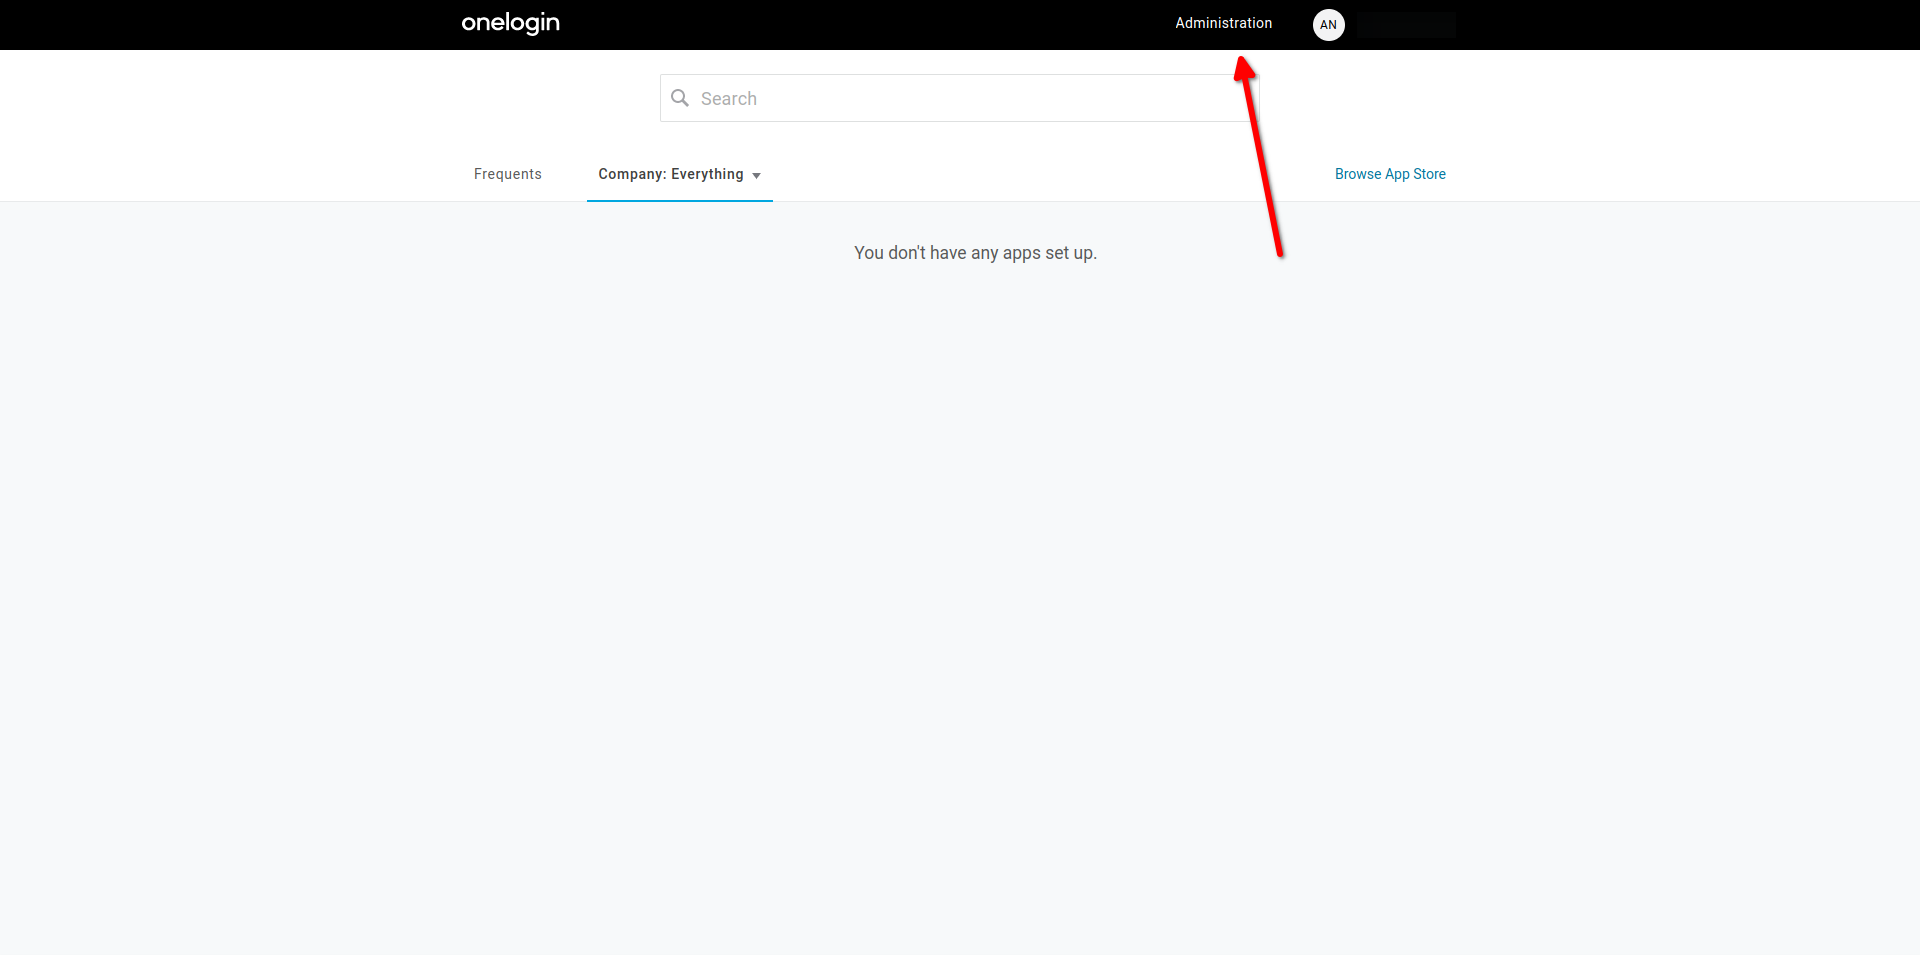 onelogin
Administration
AN
Search
Frequents
Company: Everything
Browse App Store
You don't have any apps set up.